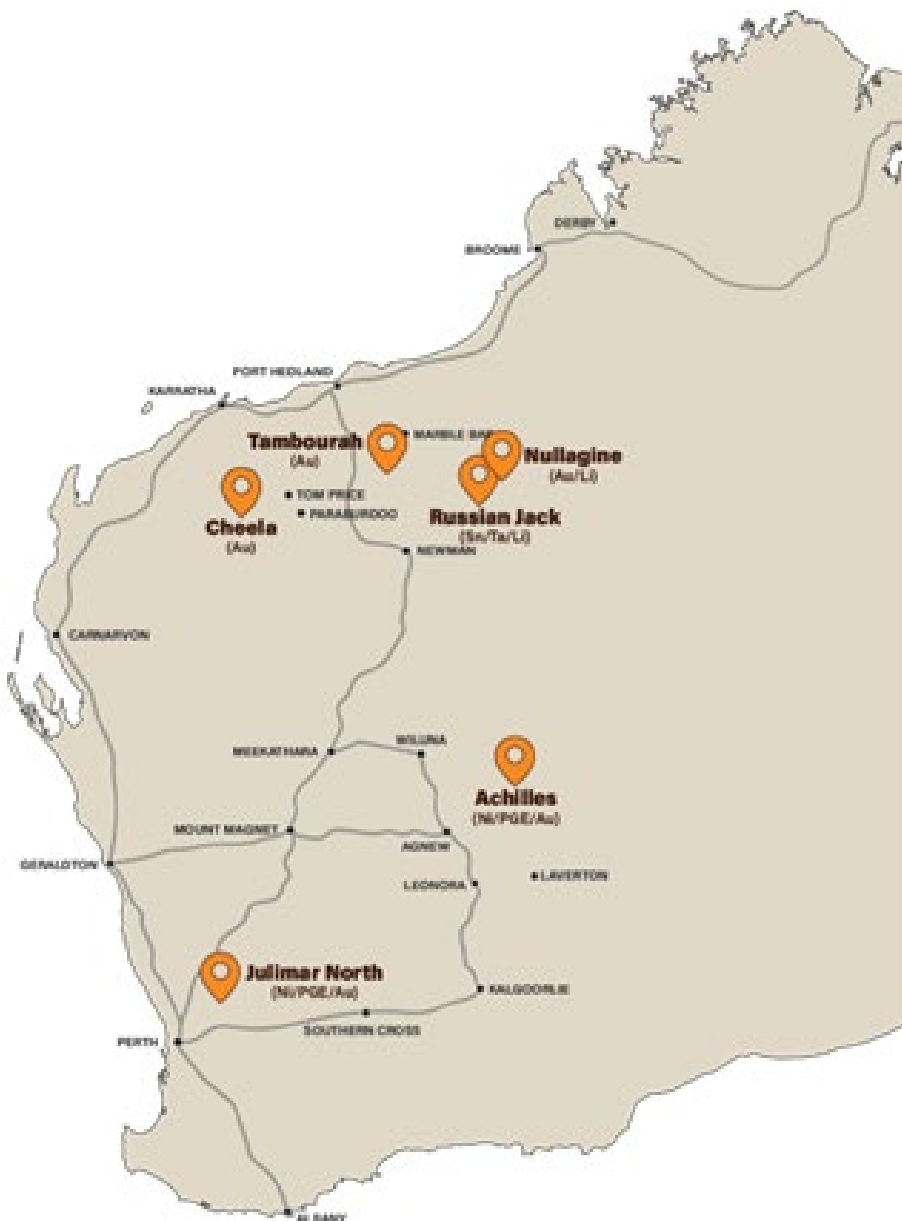 DERBY
BROOME
PORT HEDLAND
KARRATHA
MARBLE BAR
Tambourah
(Au)
Nullagine
(Au/Li)
TOM PRICE
PARABURDOO
Cheela
(Au)
Russian Jack
(Sn/Ta/Li)
NEWMAN
CARNARVON
MEEKATHARA
WILUNA
Achilles
(Ni/PGE/Au)
MOUNT MAGNET
AGNEW
GERALDTON
LEONORA
LAVERTON
Julimar North
(Ni/PGE/Au)
KALGOORLIE
SOUTHERN CROSS
PERTH
ALBANY